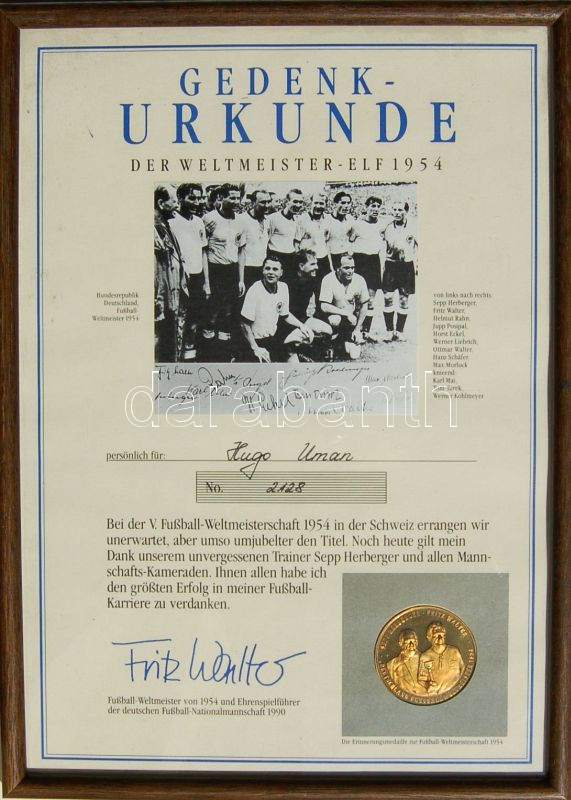 GEDENK-
URKUNDE
DER WELTMEISTER-ELF 1954
Bundesrepublik
Deutschland,
Fußball-
Weltmeister 1954
von links nach rechts:
Sepp Herberger,
Fritz Walter,
Helmut Rahn,
Jupp Posipal,
Horst Eckel,
Werner Liebrich,
Ottmar Walter,
Hans Schäfer,
Max Morlock
knieend:
Karl Mai,
Toni Turek,
Werner Kohlmeyer
darabanth
persönlich für: Hugo Uman
No. 2128
Bei der V. Fußball-Weltmeisterschaft 1954 in der Schweiz errangen wir
unerwartet, aber umso umjubelter den Titel. Noch heute gilt mein
Dank unserem unvergessenen Trainer Sepp Herberger und allen Mann-
schafts-Kameraden. Ihnen allen habe ich
den größten Erfolg in meiner Fußball-
Karriere zu verdanken.
Fritz Walter
Fußball-Weltmeister von 1954 und Ehrenspielführer
der deutschen Fußball-Nationalmannschaft 1990
FRITZ WALTER
Die Erinnerungsmedaille zur Fußball-Weltmeisterschaft 1954